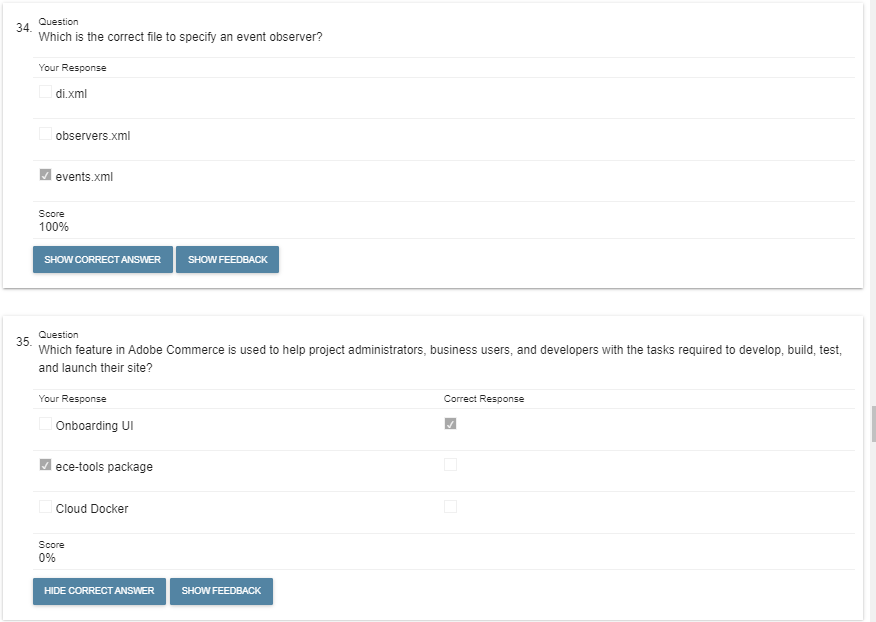 34.
Question
Which is the correct file to specify an event observer?
Your Response
di.xml
observers.xml
events.xml
Score
100%
SHOW CORRECT ANSWER SHOW FEEDBACK
35.
Question
Which feature in Adobe Commerce is used to help project administrators, business users, and developers with the tasks required to develop, build, test,
and launch their site?
Your Response Correct Response
Onboarding UI
ece-tools package
Cloud Docker
Score
0%
HIDE CORRECT ANSWER SHOW FEEDBACK